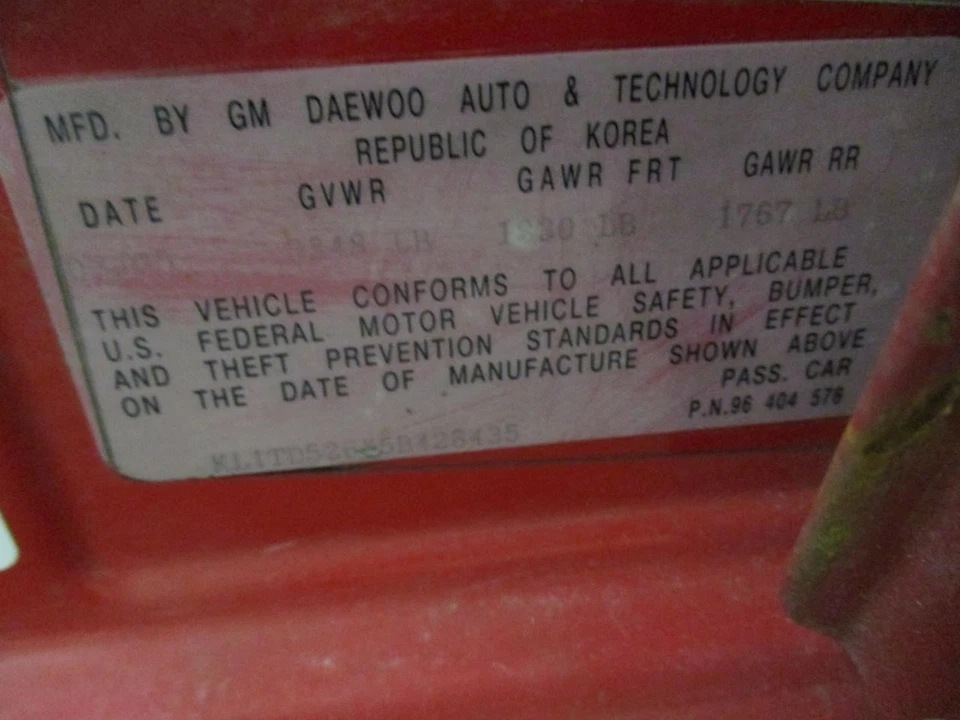 MFD. BY GM DAEWOO AUTO & TECHNOLOGY COMPANY
REPUBLIC OF KOREA
DATE GVWR GAWR FRT GAWR RR
LB LB 1767 LB
THIS VEHICLE CONFORMS TO ALL APPLICABLE
U.S. FEDERAL MOTOR VEHICLE SAFETY, BUMPER,
AND THEFT PREVENTION STANDARDS IN EFFECT
ON THE DATE OF MANUFACTURE SHOWN ABOVE
PASS. CAR
P.N.96 404 576